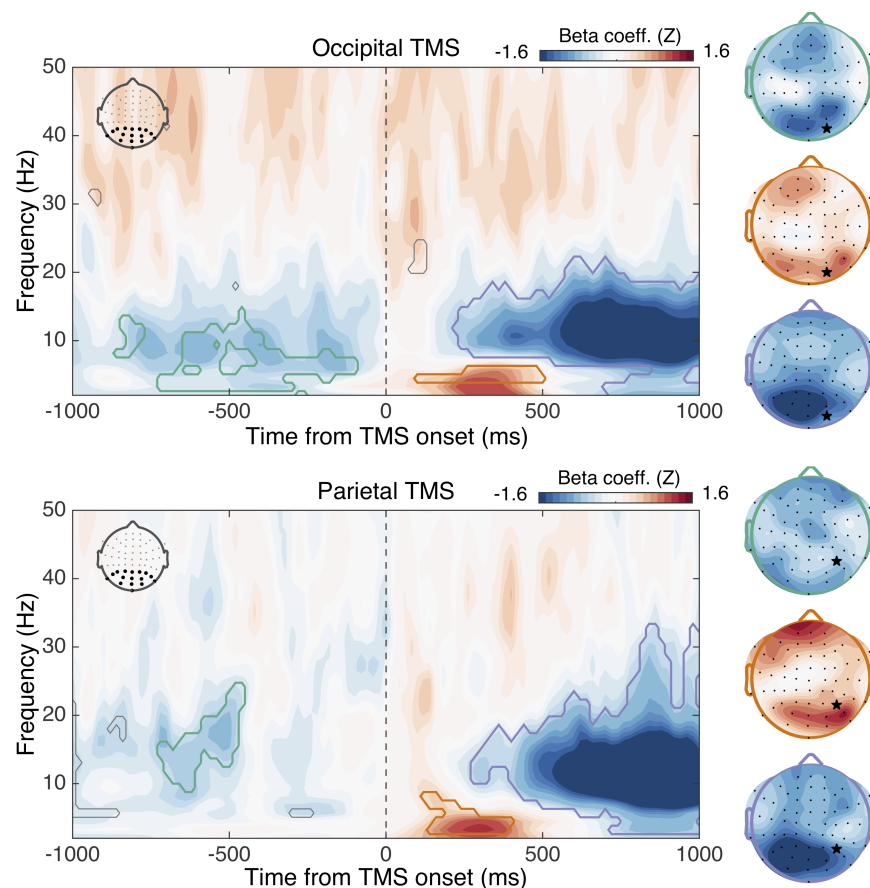 Occipital TMS
Beta coeff. (Z)
-1.6 1.6
50
40
30
20
10
Frequency (Hz)
-1000 -500 0 500 1000
Time from TMS onset (ms)
Parietal TMS
Beta coeff. (Z)
-1.6 1.6
50
40
30
20
10
Frequency (Hz)
-1000 -500 0 500 1000
Time from TMS onset (ms)